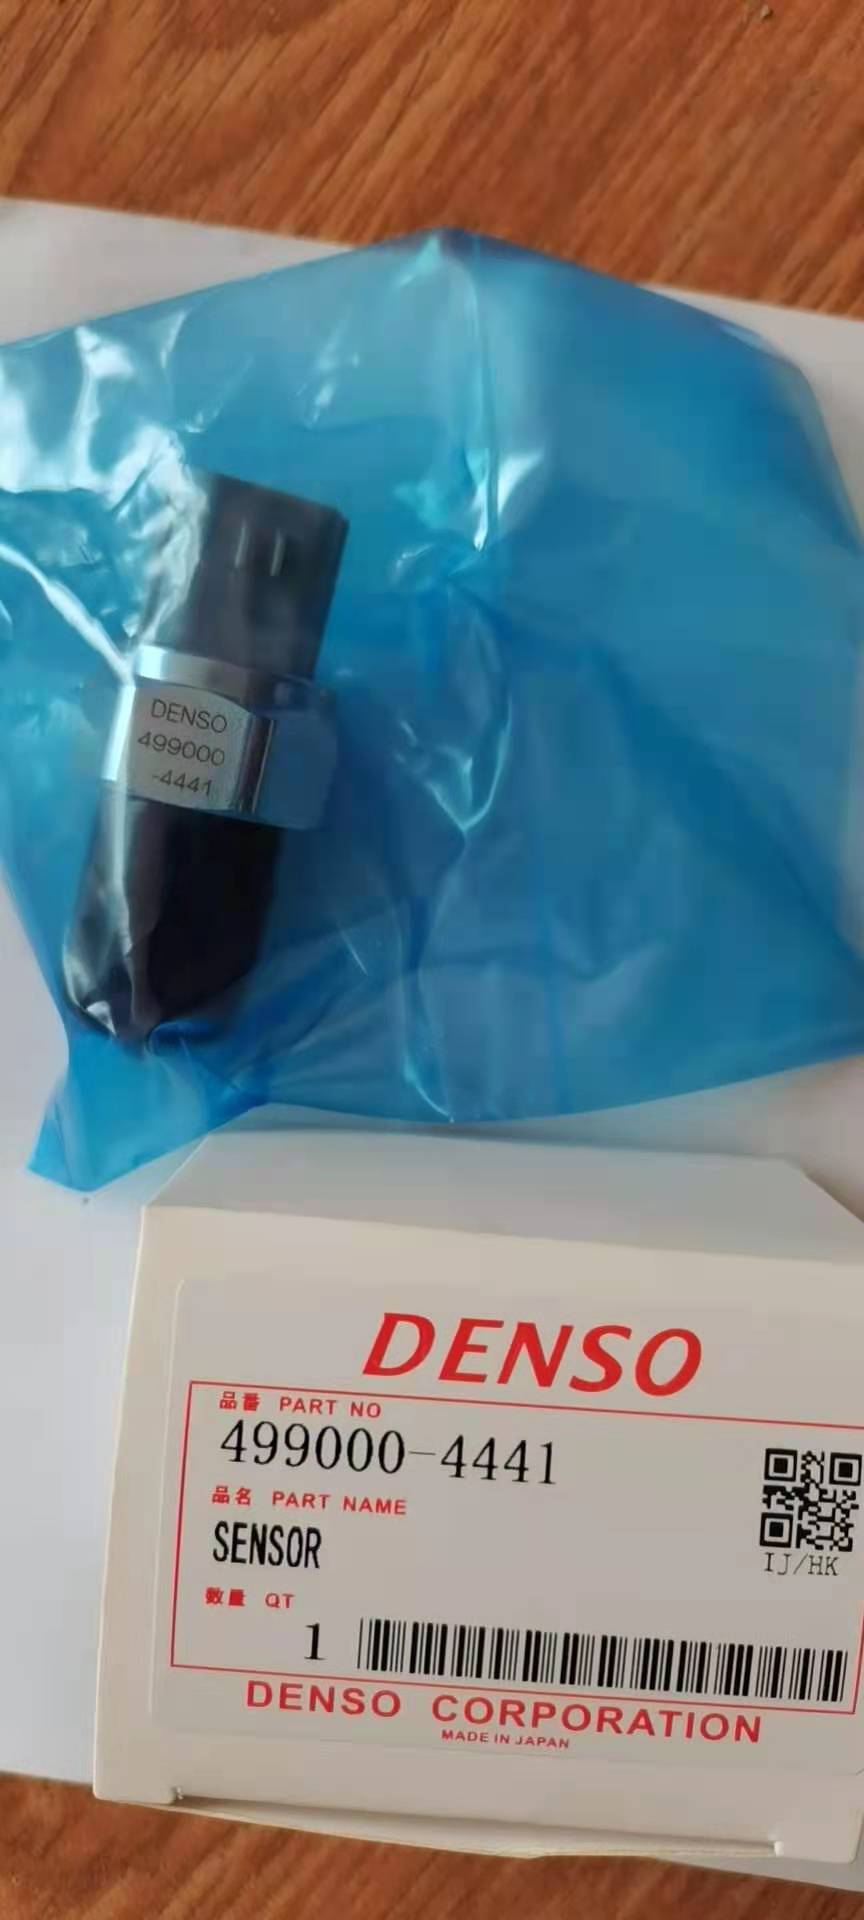 DENSO
499000
-4441
DENSO
品番 PART NO
499000-4441
品名 PART NAME
SENSOR
IJ/HK
数量 QT
1
DENSO CORPORATION
MADE IN JAPAN